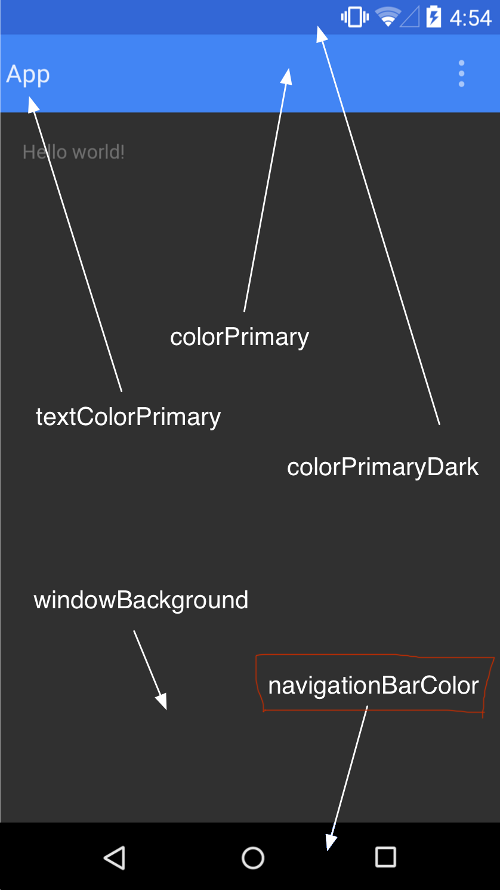 4:54
App
Hello world!
colorPrimary
textColorPrimary
colorPrimaryDark
windowBackground
navigationBarColor